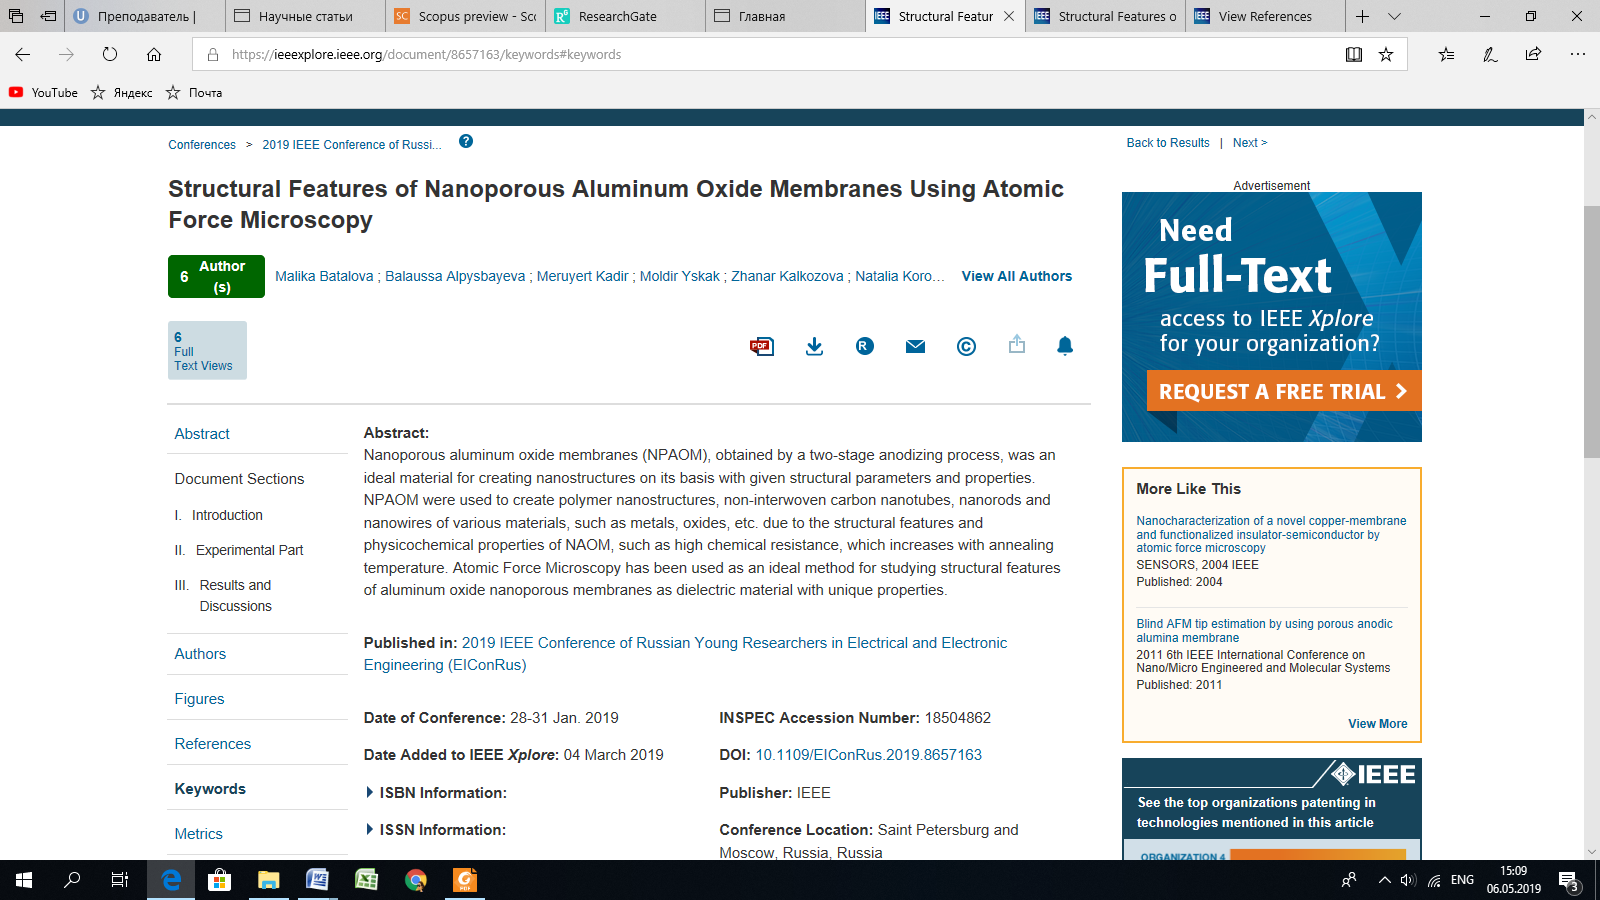 Преподаватель |
Научные статьи
Scopus preview - Sc
ResearchGate
Главная
Structural Featur
Structural Features o
View References
https://ieeexplore.ieee.org/document/8657163/keywords#keywords
YouTube
Яндекс
Почта
Conferences > 2019 IEEE Conference of Russi... ?
Back to Results | Next >
Structural Features of Nanoporous Aluminum Oxide Membranes Using Atomic
Force Microscopy
6 Author
(s)
Malika Batalova ; Balaussa Alpysbayeva ; Meruyert Kadir ; Moldir Yskak ; Zhanar Kalkozova ; Natalia Koro... View All Authors
6
Full
Text Views
PDF
R
©
Abstract
Document Sections
I. Introduction
II. Experimental Part
III. Results and
Discussions
Authors
Figures
References
Keywords
Metrics
Abstract:
Nanoporous aluminum oxide membranes (NPAOM), obtained by a two-stage anodizing process, was an
ideal material for creating nanostructures on its basis with given structural parameters and properties.
NPAOM were used to create polymer nanostructures, non-interwoven carbon nanotubes, nanorods and
nanowires of various materials, such as metals, oxides, etc. due to the structural features and
physicochemical properties of NAOM, such as high chemical resistance, which increases with annealing
temperature. Atomic Force Microscopy has been used as an ideal method for studying structural features
of aluminum oxide nanoporous membranes as dielectric material with unique properties.
Published in: 2019 IEEE Conference of Russian Young Researchers in Electrical and Electronic
Engineering (EIConRus)
Date of Conference: 28-31 Jan. 2019
INSPEC Accession Number: 18504862
Date Added to IEEE Xplore: 04 March 2019
DOI: 10.1109/EIConRus.2019.8657163
ISBN Information:
Publisher: IEEE
ISSN Information:
Conference Location: Saint Petersburg and
Moscow, Russia, Russia
Advertisement
Need
Full-Text
access to IEEE Xplore
for your organization?
REQUEST A FREE TRIAL >
More Like This
Nanocharacterization of a novel copper-membrane
and functionalized insulator-semiconductor by
atomic force microscopy
SENSORS, 2004 IEEE
Published: 2004
Blind AFM tip estimation by using porous anodic
alumina membrane
2011 6th IEEE International Conference on
Nano/Micro Engineered and Molecular Systems
Published: 2011
View More
IEEE
See the top organizations patenting in
technologies mentioned in this article
ORGANIZATION 4
ENG
15:09
06.05.2019
3